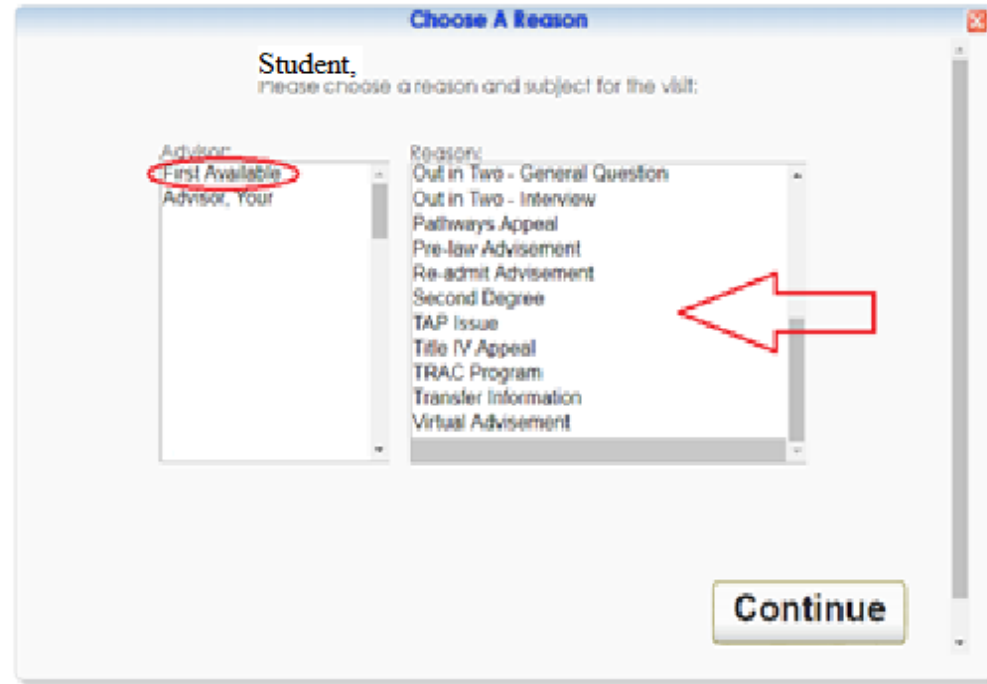 Choose A Reason
Student,
Please choose a reason and subject for the visit:
Advisor:
First Available
Advisor, Your
Reason:
Out in Two - General Question
Out in Two - Interview
Pathways Appeal
Pre-law Advisement
Re-admit Advisement
Second Degree
TAP Issue
Title IV Appeal
TRAC Program
Transfer Information
Virtual Advisement
Continue